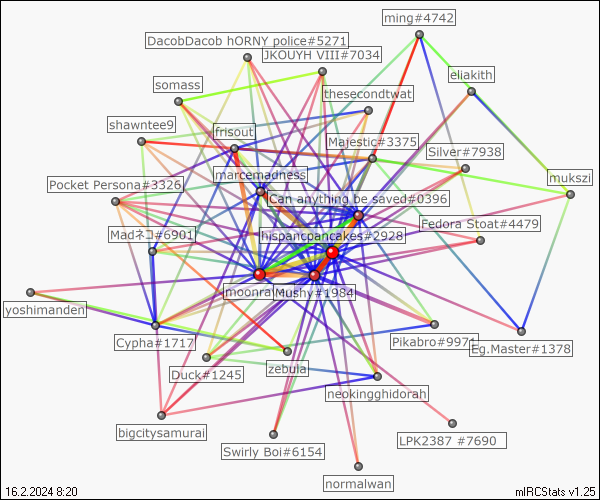 ming#4742
DacobDacob hORNY police#5271
JKOUYH VIII#7034
eliakith
somass
thesecondtwat
shawntee9
frisout
Majestic#3375
Silver#7938
marcemadness
mukszi
Pocket Persona#3326
Can anything be saved#0396
Fedora Stoat#4479
Madネコ#6901
hispanicpancakes#2928
moonra
Mushy#1984
yoshimanden
Cypha#1717
Pikabro#9971
Eg.Master#1378
Duck#1245
zebula
neokingghidorah
bigcitysamurai
LPK2387 #7690
Swirly Boi#6154
normalwan
16.2.2024 8:20
mIRCStats v1.25